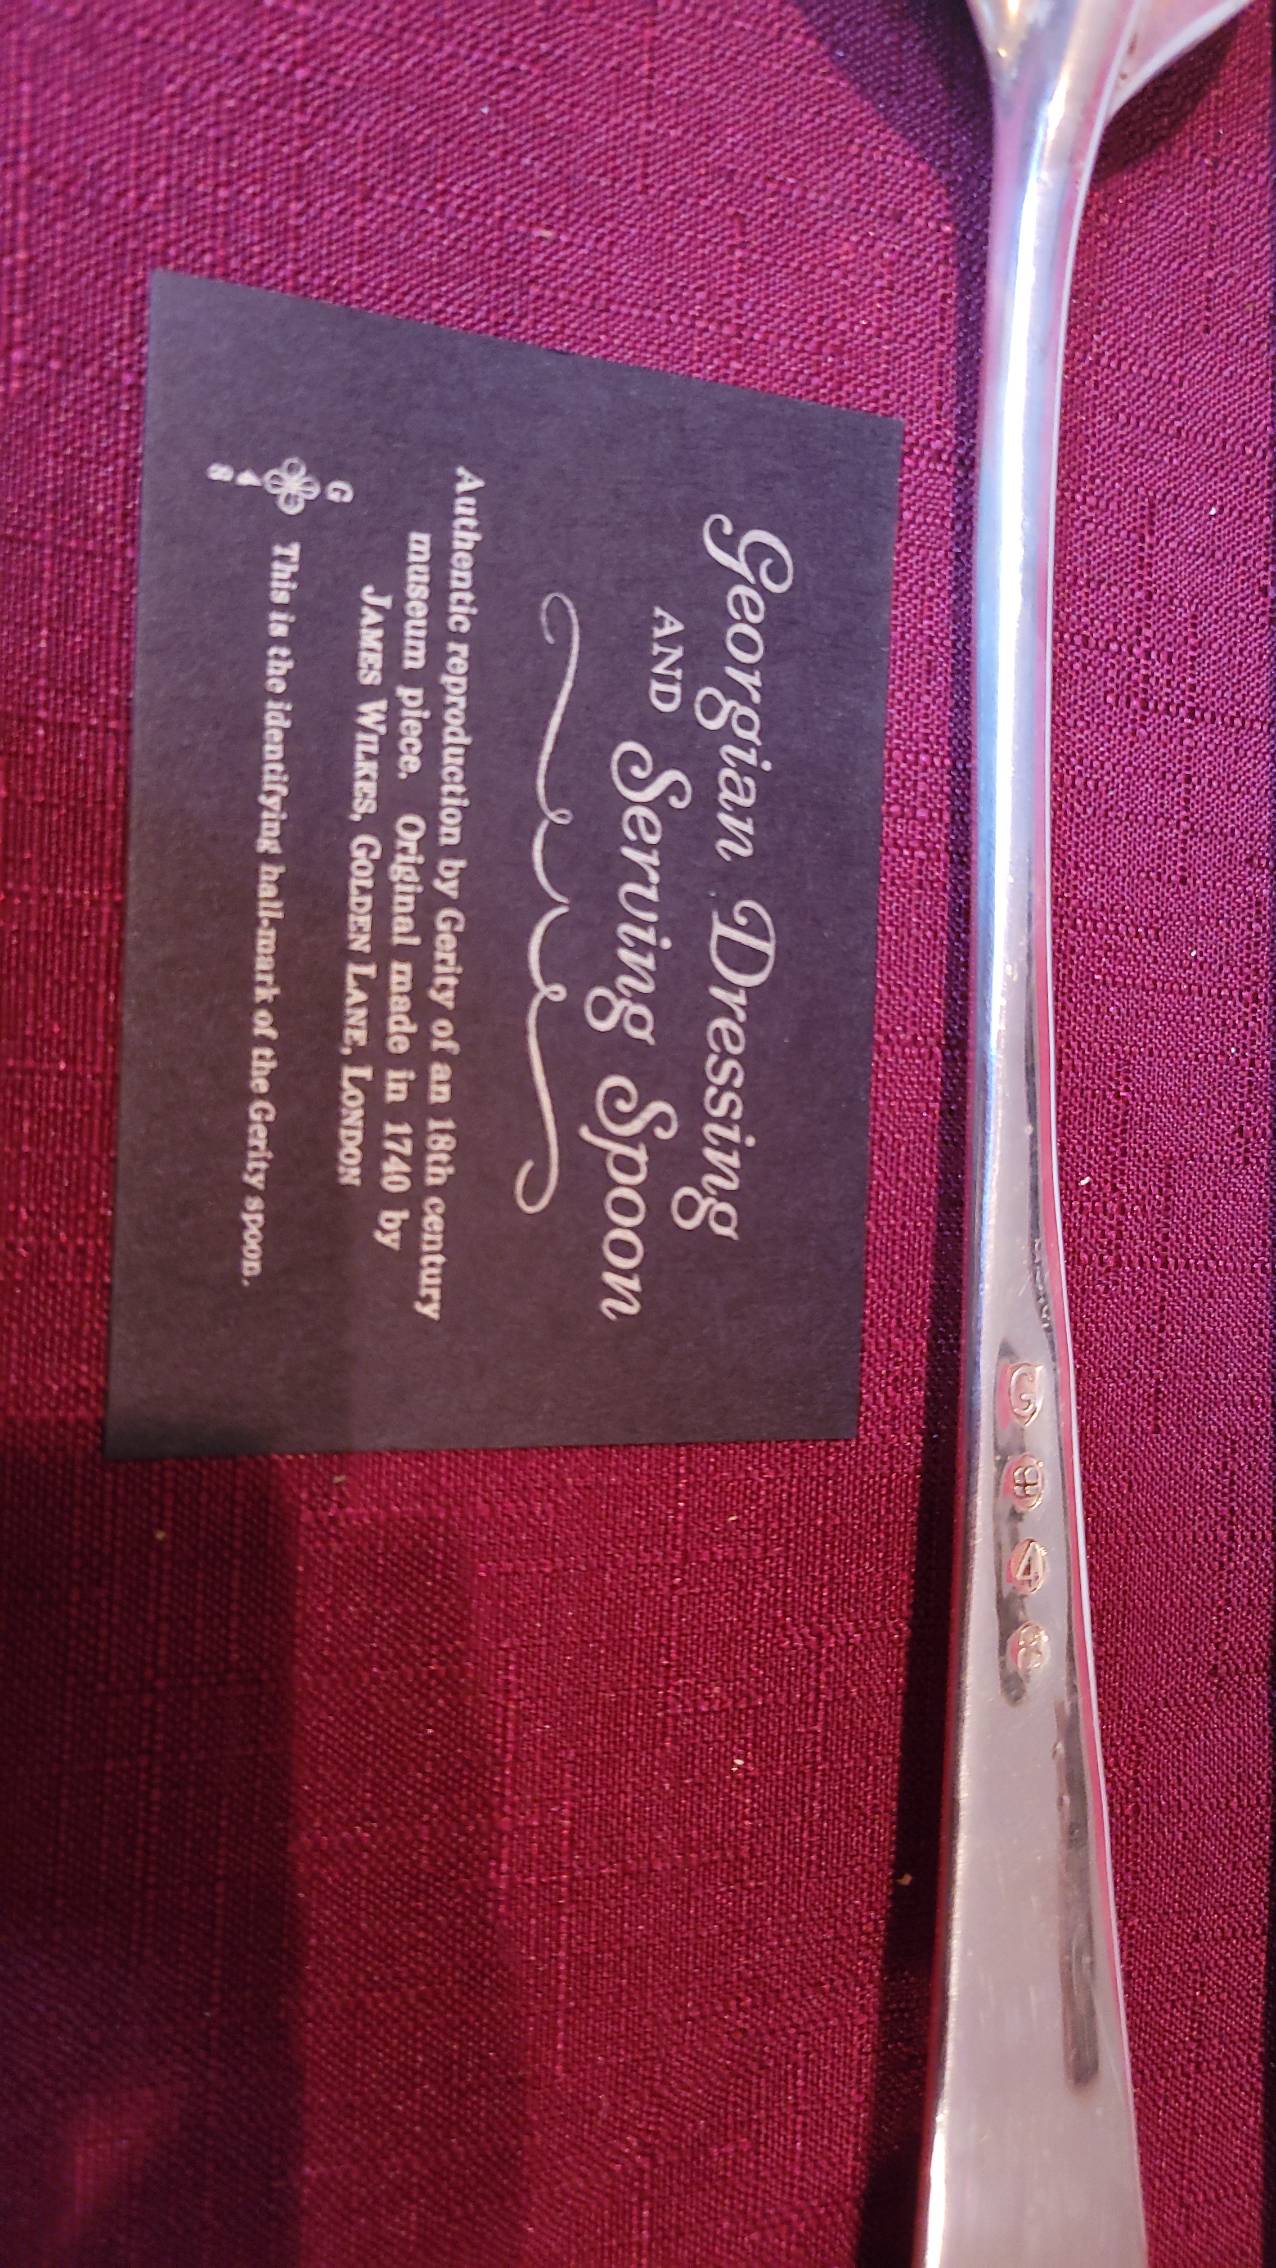 Georgian Dressing
AND Serving Spoon
Authentic reproduction by Gerity of an 18th century
museum piece. Original made in 1740 by
JAMES WILKES, GOLDEN LANE, LONDON
G
4
8
This is the identifying hall-mark of the Gerity spoon.
G
4